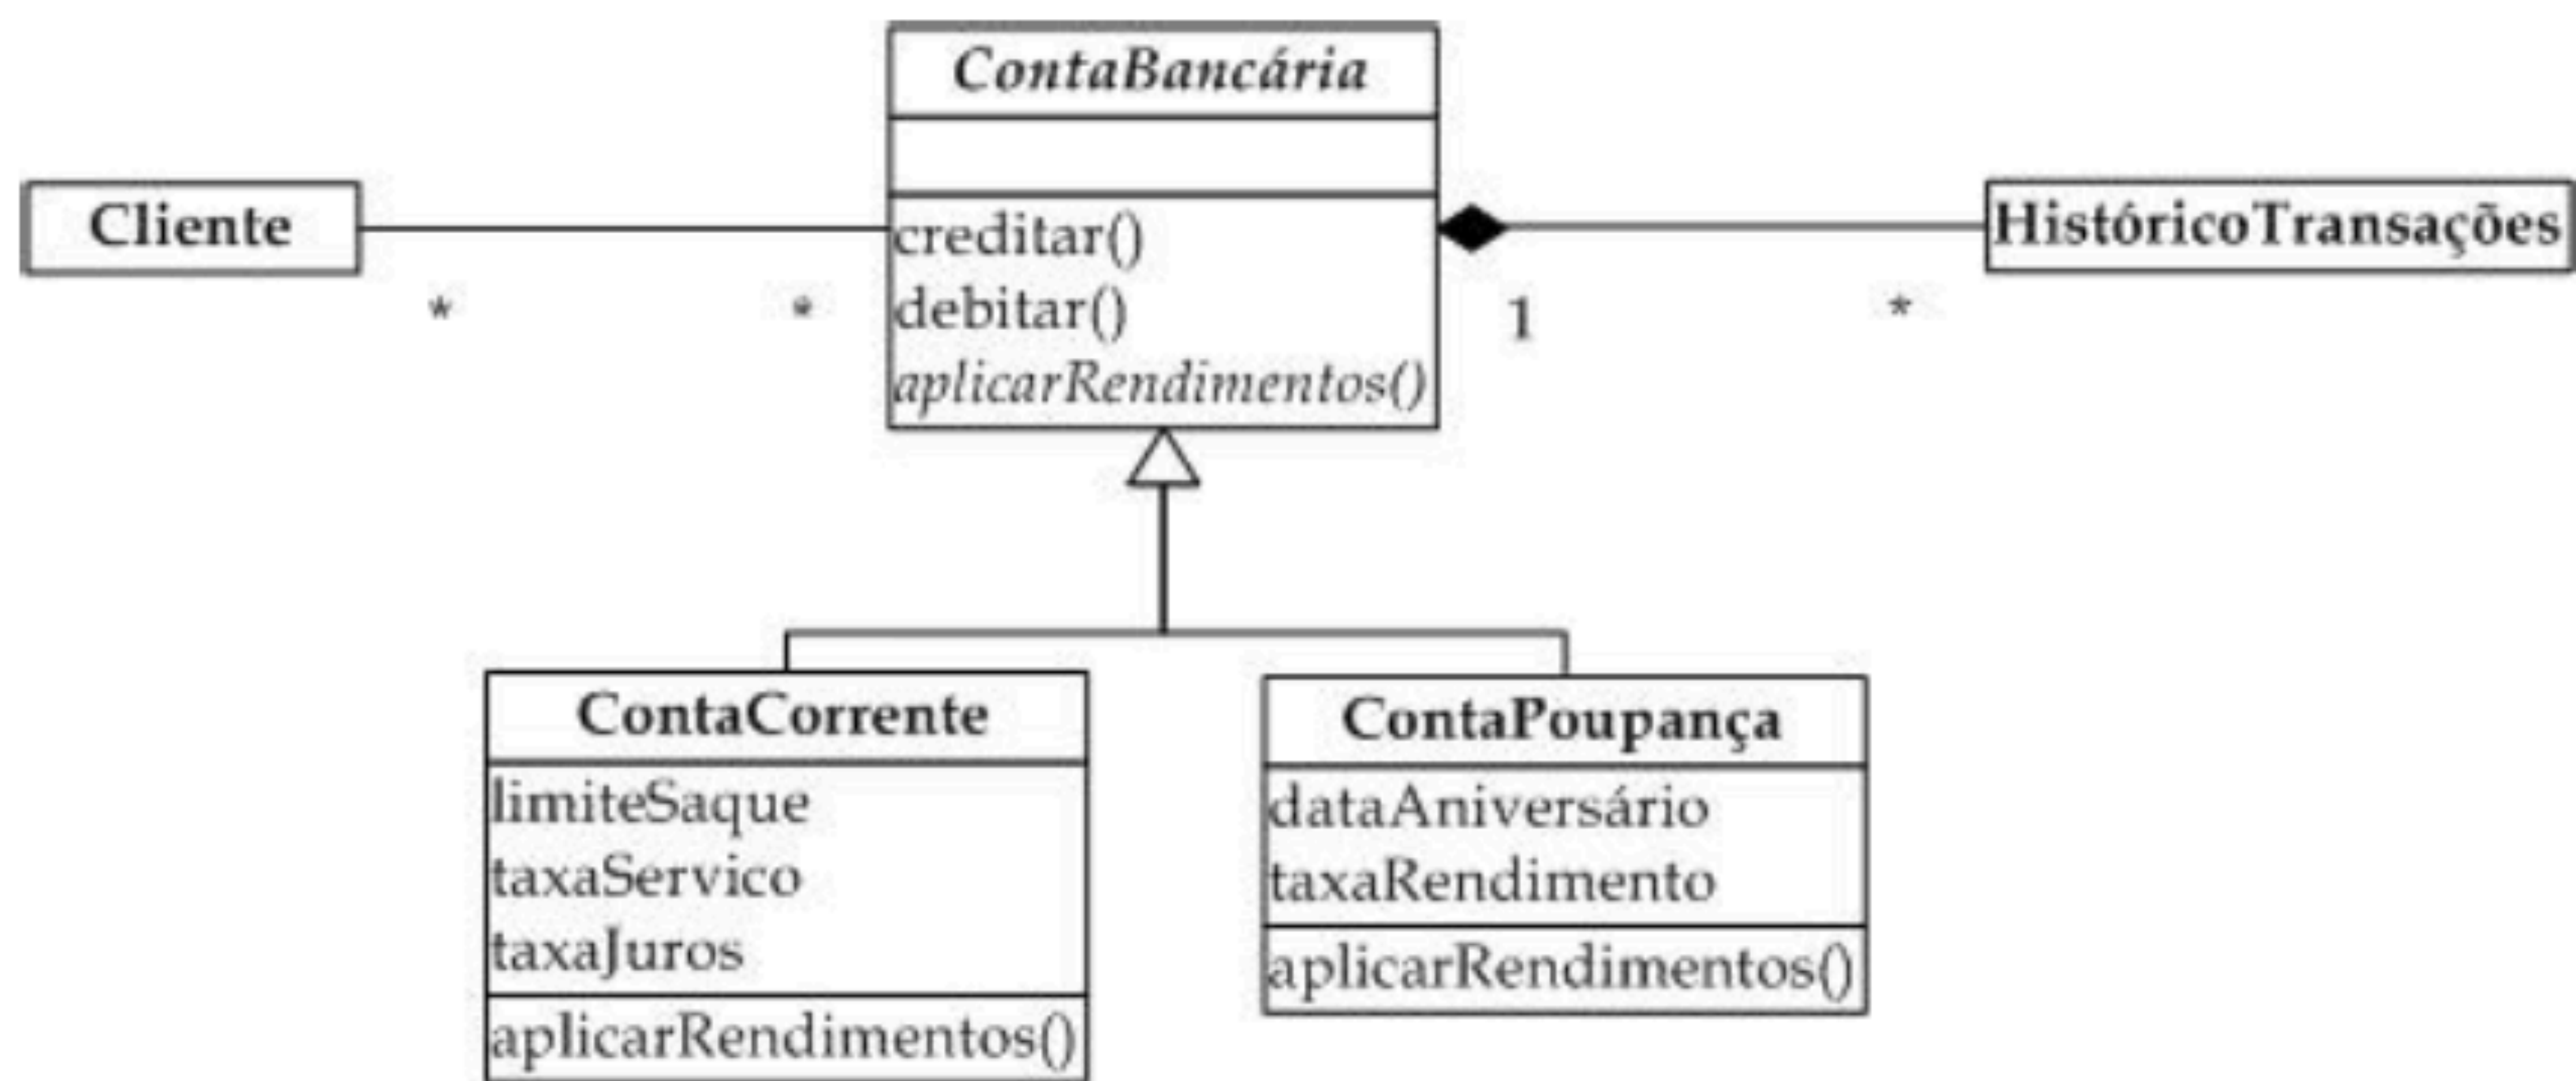 ContaBancária
Cliente
creditar()
debitar()
aplicarRendimentos()
HistóricoTransações
*
*
1
*
ContaCorrente
limiteSaque
taxaServico
taxaJuros
aplicarRendimentos()
ContaPoupança
dataAniversário
taxaRendimento
aplicarRendimentos()